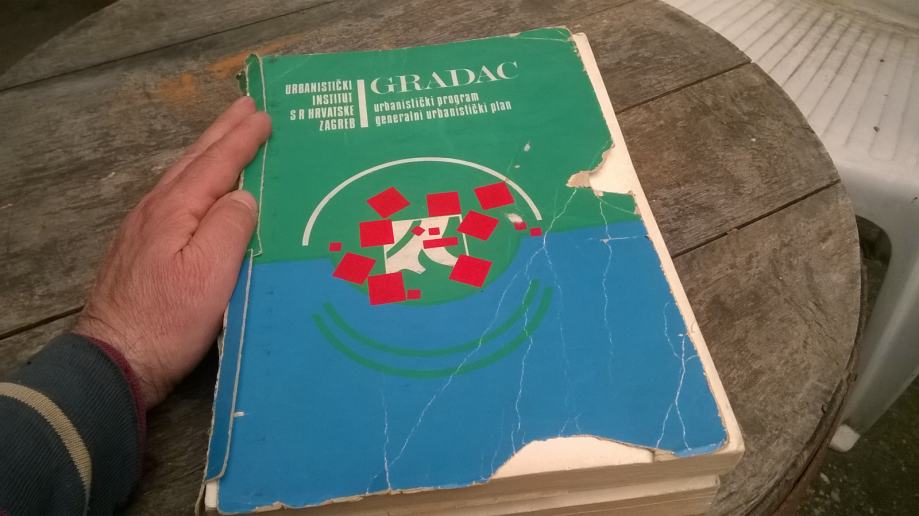 URBANISTIČKI
INSTITUT
S R HRVATSKE
ZAGREB
GRADAC
urbanistički program
generalni urbanistički plan